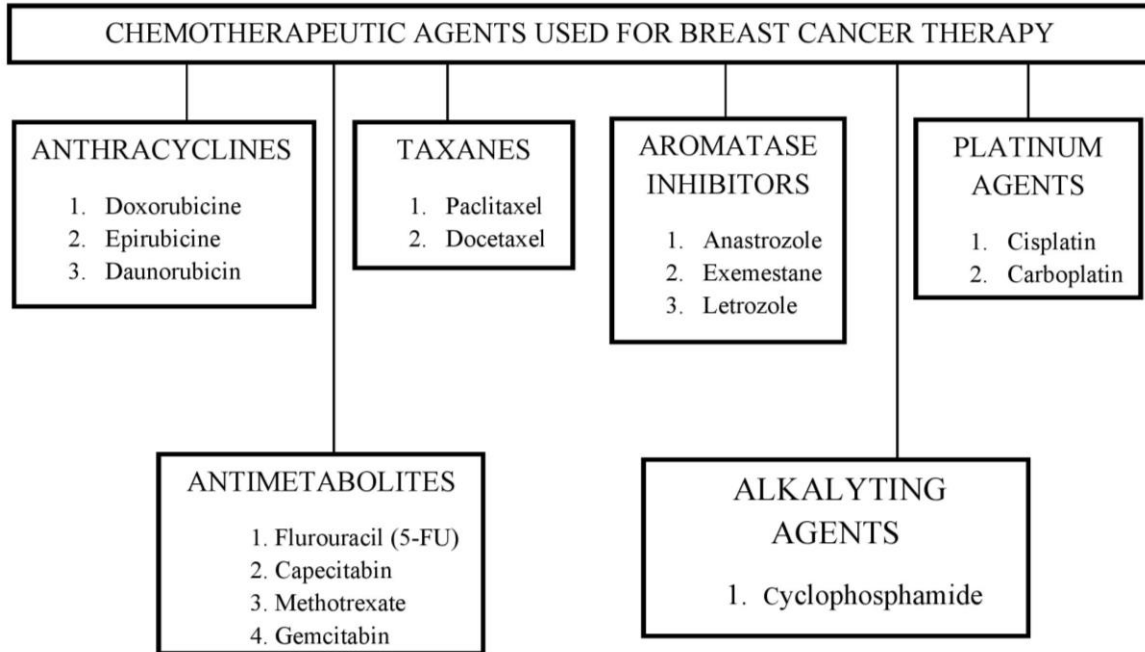 CHEMOTHERAPEUTIC AGENTS USED FOR BREAST CANCER THERAPY
ANTHRACYCLINES
1. Doxorubicine
2. Epirubicine
3. Daunorubicin
TAXANES
1. Paclitaxel
2. Docetaxel
AROMATASE
INHIBITORS
1. Anastrozole
2. Exemestane
3. Letrozole
PLATINUM
AGENTS
1. Cisplatin
2. Carboplatin
ANTIMETABOLITES
1. Flurouracil (5-FU)
2. Capecitabin
3. Methotrexate
4. Gemcitabin
ALKALYTING
AGENTS
1. Cyclophosphamide